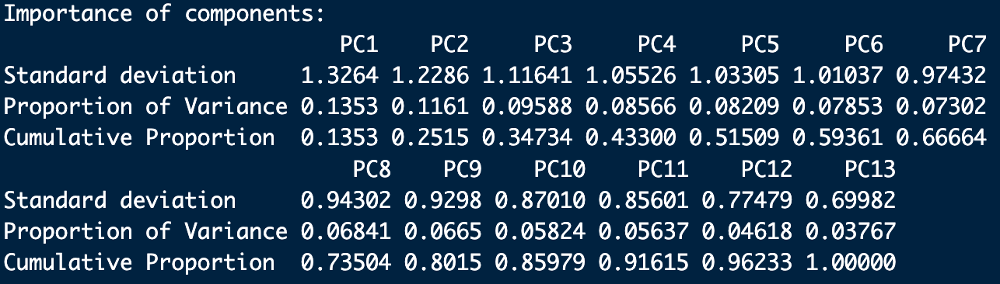 Importance of components:
PC1 PC2 PC3 PC4 PC5 PC6 PC7
Standard deviation 1.3264 1.2286 1.11641 1.05526 1.03305 1.01037 0.97432
Proportion of Variance 0.1353 0.1161 0.09588 0.08566 0.08209 0.07853 0.07302
Cumulative Proportion 0.1353 0.2515 0.34734 0.43300 0.51509 0.59361 0.66664
PC8 PC9 PC10 PC11 PC12 PC13
Standard deviation 0.94302 0.9298 0.87010 0.85601 0.77479 0.69982
Proportion of Variance 0.06841 0.0665 0.05824 0.05637 0.04618 0.03767
Cumulative Proportion 0.73504 0.8015 0.85979 0.91615 0.96233 1.00000